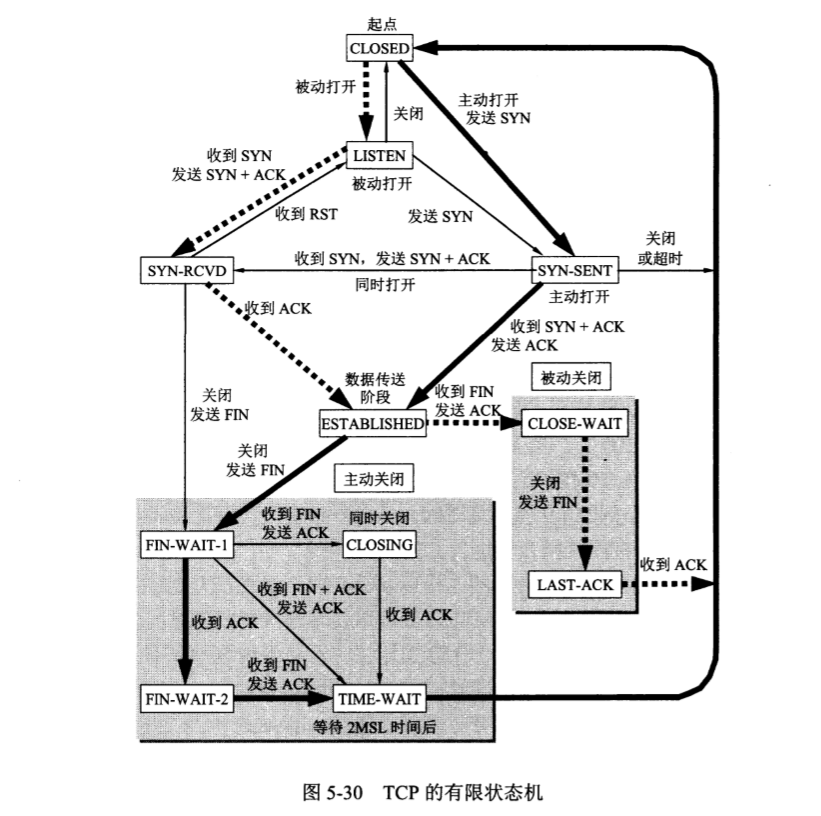 起点
CLOSED
被动打开
关闭
主动打开
发送 SYN
收到 SYN
发送 SYN + ACK
LISTEN
被动打开
收到 RST
发送 SYN
关闭
或超时
SYN-RCVD
收到 SYN，发送 SYN + ACK
同时打开
SYN-SENT
主动打开
收到 ACK
收到 SYN + ACK
发送 ACK
数据传送
阶段
被动关闭
关闭
发送 FIN
收到 FIN
发送 ACK
ESTABLISHED
CLOSE-WAIT
关闭
发送 FIN
主动关闭
关闭
发送 FIN
收到 FIN
发送 ACK
同时关闭
FIN-WAIT-1
CLOSING
LAST-ACK
收到 ACK
收到 FIN + ACK
发送 ACK
收到 ACK
收到 ACK
收到 FIN
发送 ACK
FIN-WAIT-2
TIME-WAIT
等待 2MSL 时间后
图 5-30 TCP 的有限状态机